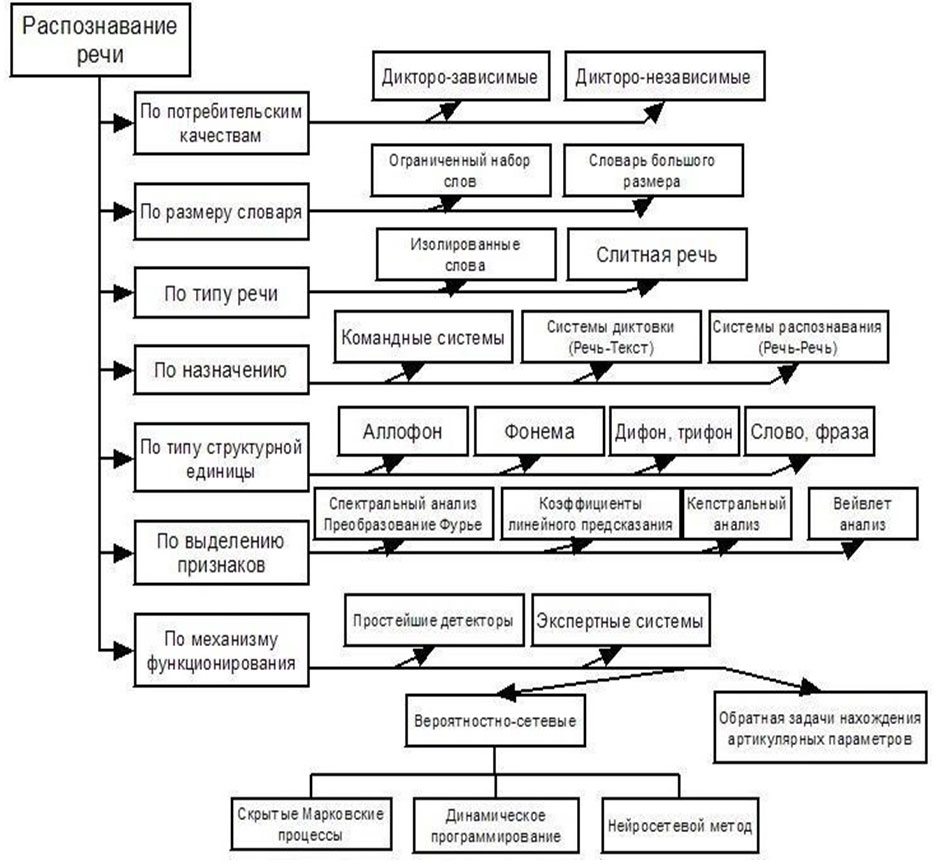 Распознавание
речи
Дикторо-зависимые
Дикторо-независимые
По потребительским
качествам
Ограниченный набор
слов
Словарь большого
размера
По размеру словаря
Изолированные
слова
Слитная речь
По типу речи
Командные системы
Системы диктовки
(Речь-Текст)
Системы распознавания
(Речь-Речь)
По назначению
Аллофон
Фонема
Дифон, трифон
Слово, фраза
По типу структурной
единицы
Спектральный анализ
Преобразование Фурье
Коэффициенты
линейного предсказания
Кепстральный
анализ
Вейвлет
анализ
По выделению
признаков
Простейшие детекторы
Экспертные системы
По механизму
функционирования
Вероятностно-сетевые
Обратная задачи нахождения
артикулярных параметров
Скрытые Марковские
процессы
Динамическое
программирование
Нейросетевой метод